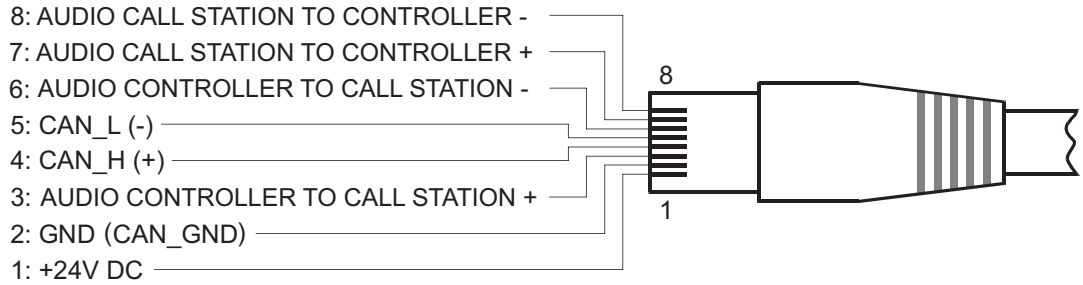 8: AUDIO CALL STATION TO CONTROLLER -
7: AUDIO CALL STATION TO CONTROLLER +
6: AUDIO CONTROLLER TO CALL STATION -
5: CAN_L (-)
4: CAN_H (+)
3: AUDIO CONTROLLER TO CALL STATION +
2: GND (CAN_GND)
1: +24V DC
8
1